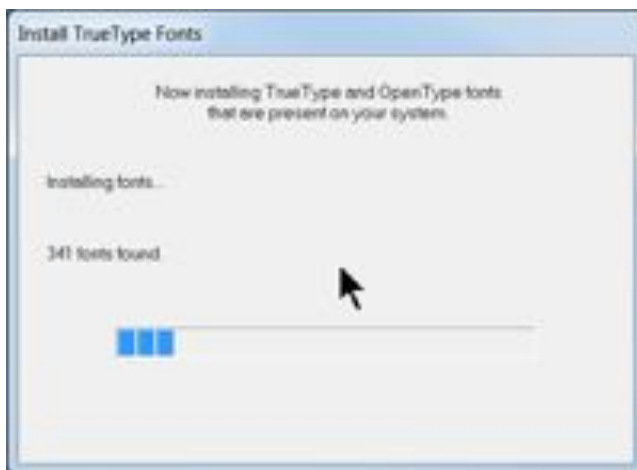 Install TrueType Fonts
Now installing TrueType and OpenType fonts
that are present on your system.
Installing fonts...
341 fonts found